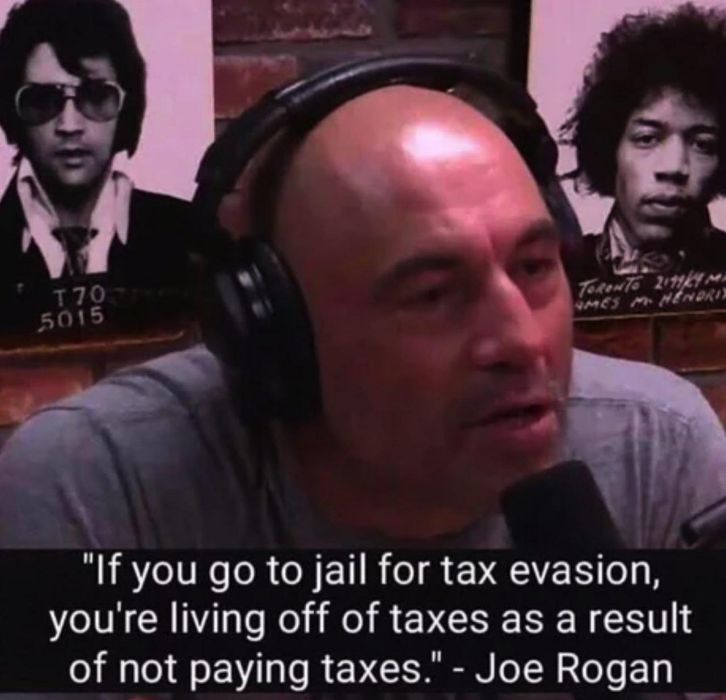 T70
5015
TORONTO
"If you go to jail for tax evasion,
you're living off of taxes as a result
of not paying taxes." - Joe Rogan